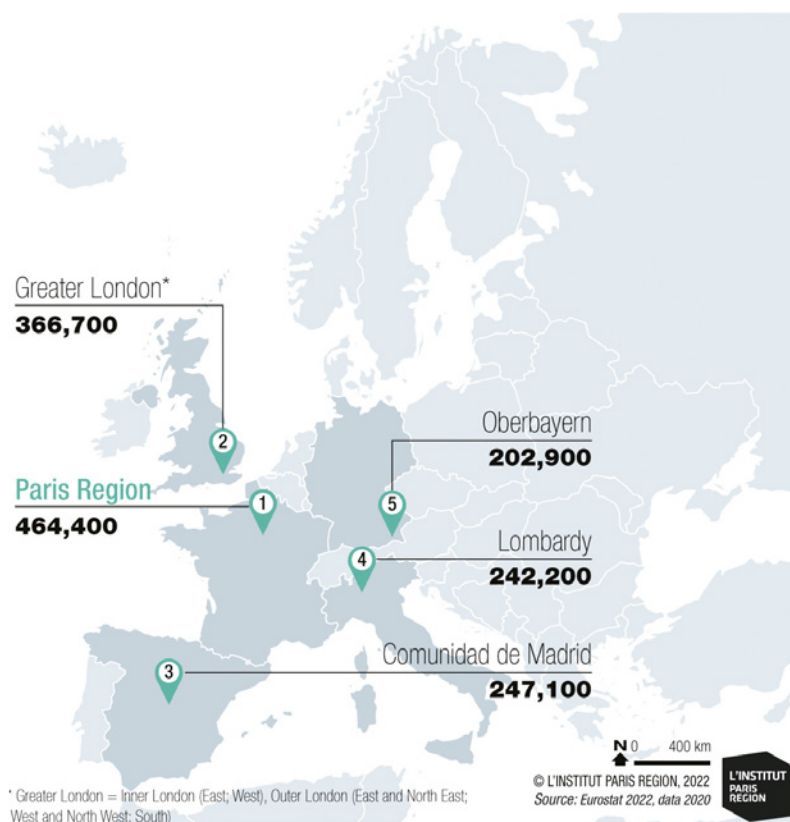 Greater London*
366,700
2
Oberbayern
202,900
Paris Region
464,400
1
5
4
Lombardy
242,200
3
Comunidad de Madrid
247,100
N 0 400 km
© L'INSTITUT PARIS REGION, 2022
Source: Eurostat 2022, data 2020
L'INSTITUT
PARIS
REGION
* Greater London = Inner London (East; West), Outer London (East and North East;
West and North West; South)